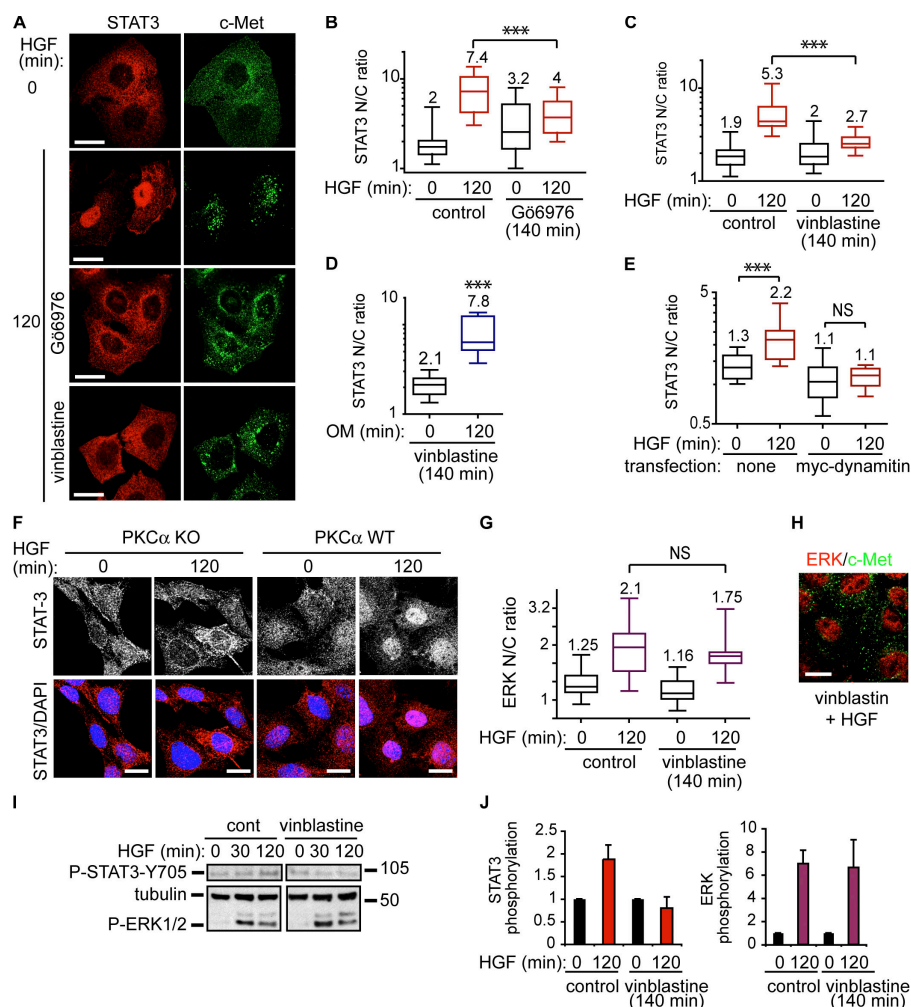 A
STAT3 c-Met
HGF (min):
0
120
Gö6976
vinblastine
B
STAT3 N/C ratio
10
1
***
2 7.4 3.2 4
HGF (min): 0 120 0 120
control Gö6976
(140 min)
C
STAT3 N/C ratio
10
1
***
1.9 5.3 2 2.7
HGF (min): 0 120 0 120
control vinblastine
(140 min)
D
STAT3 N/C ratio
10
1
***
2.1 7.8
OM (min): 0 120
vinblastine
(140 min)
E
STAT3 N/C ratio
5
0.5
*** NS
1.3 2.2 1.1 1.1
HGF (min): 0 120 0 120
transfection: none myc-dynamitin
F
PKCα KO PKCα WT
HGF (min): 0 120 0 120
STAT-3
STAT3/DAPI
G
ERK N/C ratio
3.2
2
1
NS
1.25 2.1 1.16 1.75
HGF (min): 0 120 0 120
control vinblastine
(140 min)
H
ERK/c-Met
vinblastin
+ HGF
I
cont vinblastine
HGF (min): 0 30 120 0 30 120
P-STAT3-Y705 105
tubulin 50
P-ERK1/2
J
STAT3 phosphorylation
2.5
2
1.5
1
0.5
0
HGF (min): 0 120 0 120
control vinblastine
(140 min)
ERK phosphorylation
10
8
6
4
2
0
0 120 0 120
control vinblastine
(140 min)